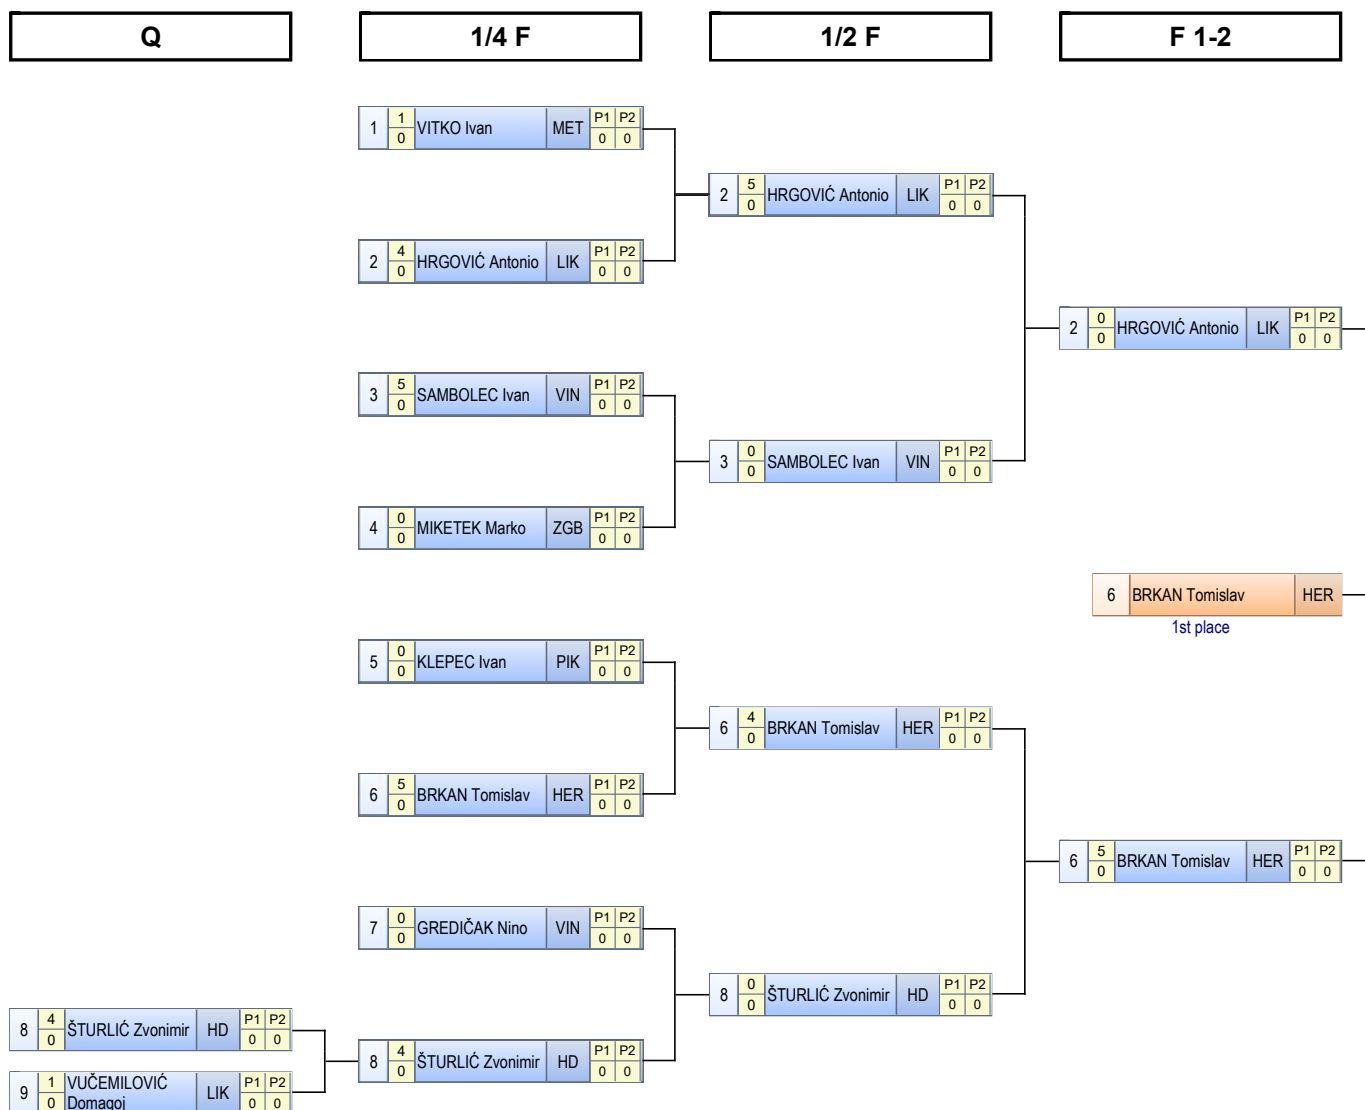 Q 1/4 F 1/2 F F 1-2
1 1 0 VITKO Ivan MET P1 P2 0 0
2 5 0 HRGOVIĆ Antonio LIK P1 P2 0 0
2 4 0 HRGOVIĆ Antonio LIK P1 P2 0 0
2 0 0 HRGOVIĆ Antonio LIK P1 P2 0 0
3 5 0 SAMBOLEC Ivan VIN P1 P2 0 0
3 0 0 SAMBOLEC Ivan VIN P1 P2 0 0
4 0 0 MIKETEK Marko ZGB P1 P2 0 0
6 BRKAN Tomislav HER
1st place
5 0 0 KLEPEC Ivan PIK P1 P2 0 0
6 4 0 BRKAN Tomislav HER P1 P2 0 0
6 5 0 BRKAN Tomislav HER P1 P2 0 0
6 5 0 BRKAN Tomislav HER P1 P2 0 0
7 0 0 GREDIČAK Nino VIN P1 P2 0 0
8 0 0 ŠTURLIĆ Zvonimir HD P1 P2 0 0
8 4 0 ŠTURLIĆ Zvonimir HD P1 P2 0 0
8 4 0 ŠTURLIĆ Zvonimir HD P1 P2 0 0
9 1 0 VUČEMILOVIĆ Domagoj LIK P1 P2 0 0